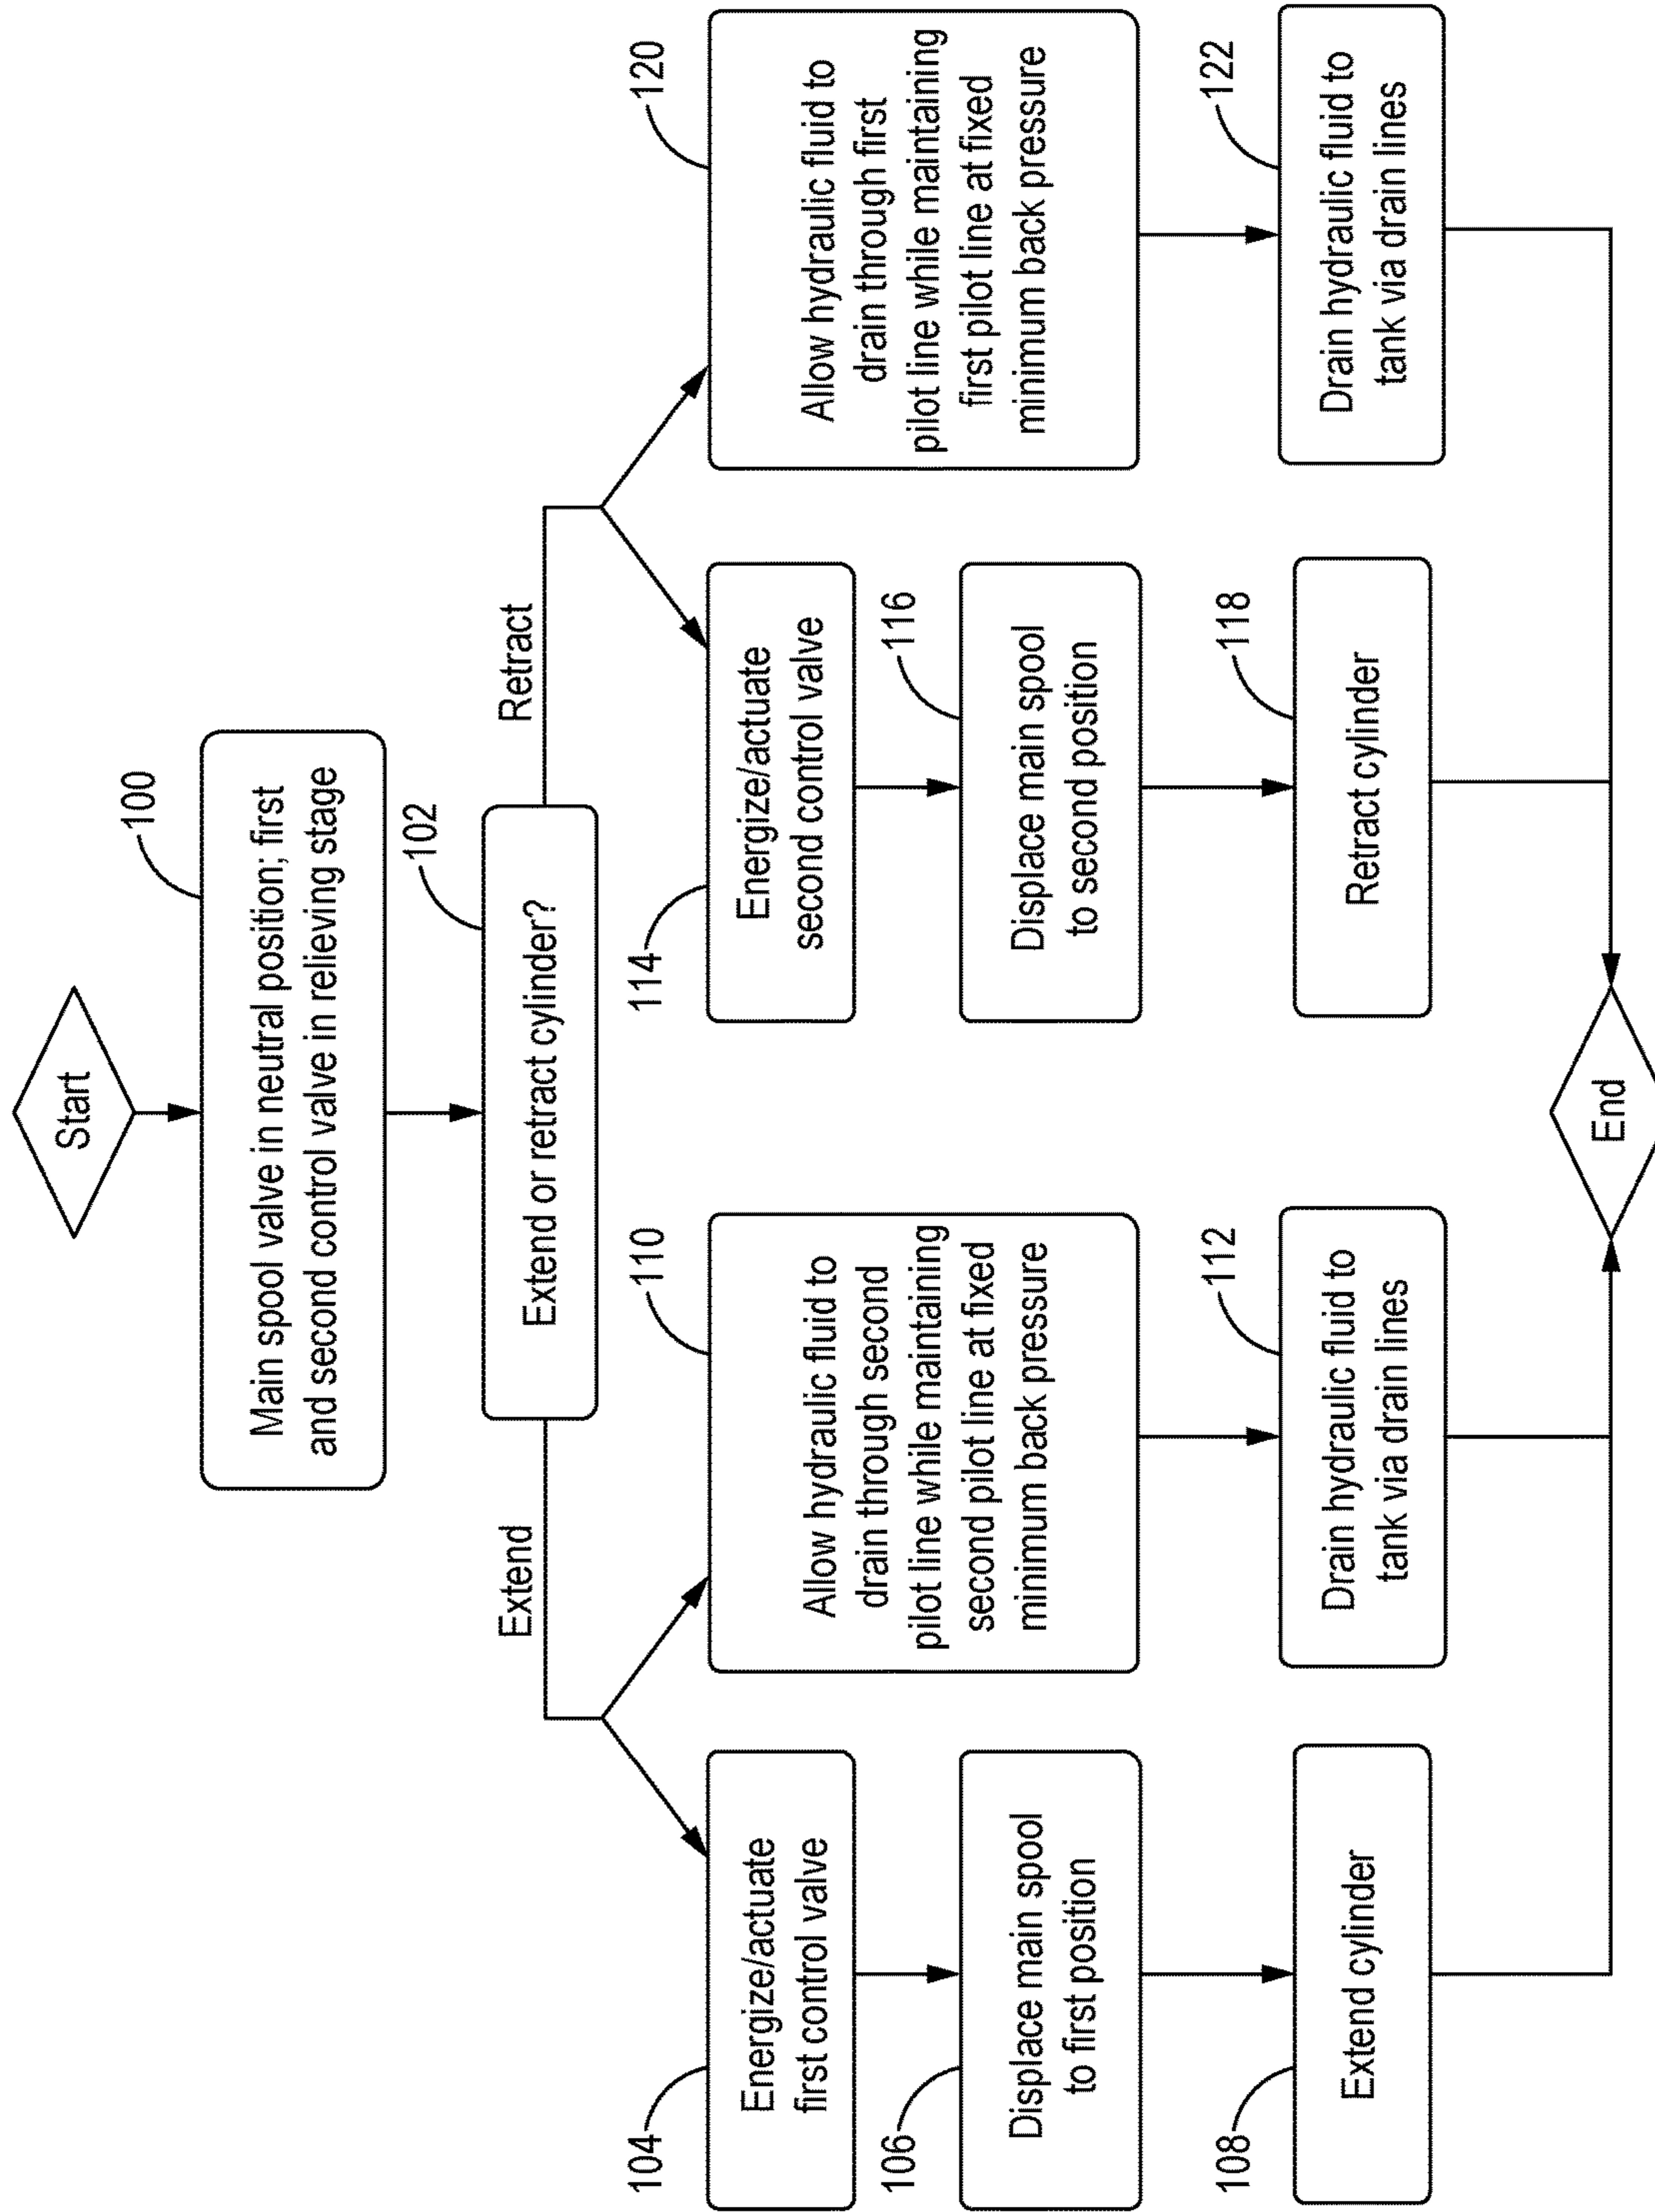 Start
100
Main spool valve in neutral position; first
and second control valve in relieving stage
102
Extend or retract cylinder?
Extend
Retract
104
Energize/actuate
first control valve
106
Displace main spool
to first position
108
Extend cylinder
110
Allow hydraulic fluid to
drain through second
pilot line while maintaining
second pilot line at fixed
minimum back pressure
112
Drain hydraulic fluid to
tank via drain lines
114
Energize/actuate
second control valve
116
Displace main spool
to second position
118
Retract cylinder
120
Allow hydraulic fluid to
drain through first
pilot line while maintaining
first pilot line at fixed
minimum back pressure
122
Drain hydraulic fluid to
tank via drain lines
End